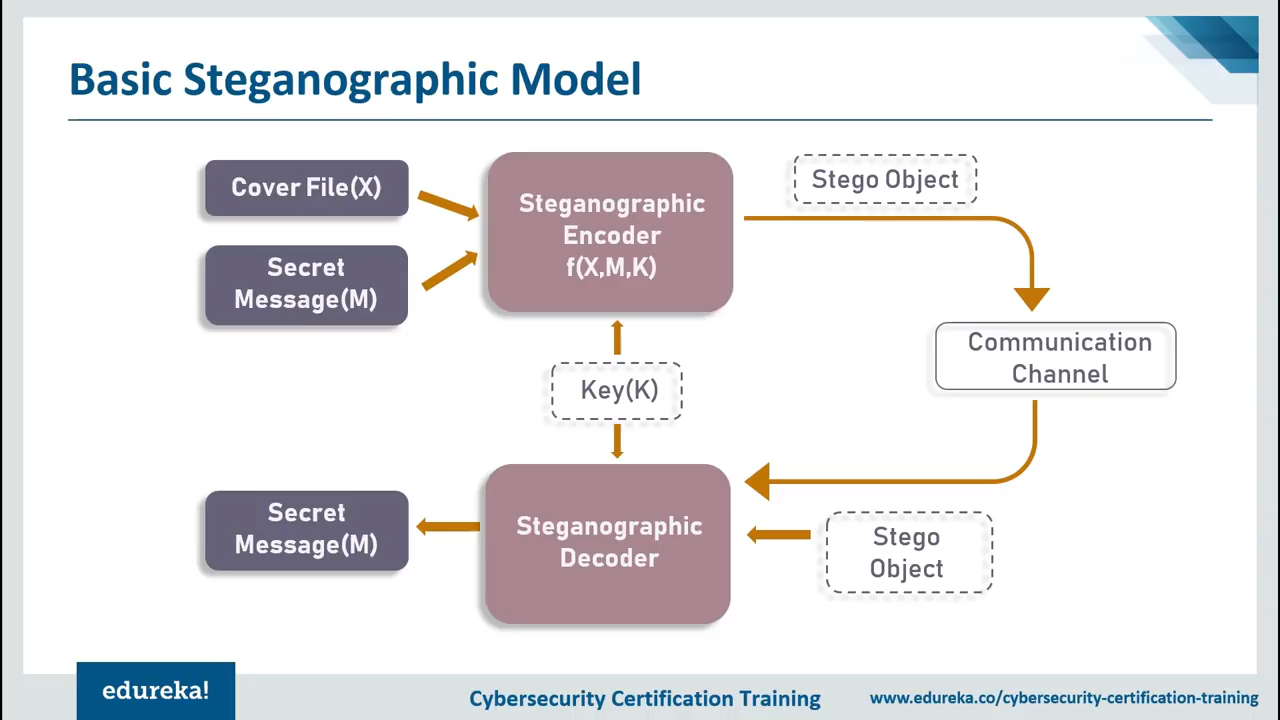 Basic Steganographic Model
Cover File(X)
Secret
Message(M)
Steganographic
Encoder
f(X,M,K)
Stego Object
Communication
Channel
Key(K)
Secret
Message(M)
Steganographic
Decoder
Stego
Object
edureka!
Cybersecurity Certification Training
www.edureka.co/cybersecurity-certification-training